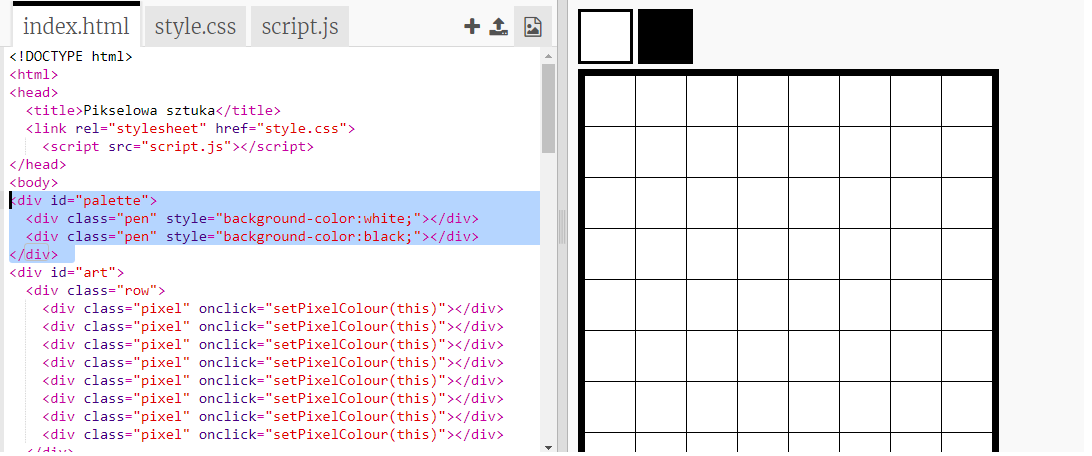 index.html style.css script.js
<!DOCTYPE html>
<html>
<head>
<title>Pikselowa sztuka</title>
<link rel="stylesheet" href="style.css">
<script src="script.js"></script>
</head>
<body>
<div id="palette">
<div class="pen" style="background-color:white;"></div>
<div class="pen" style="background-color:black;"></div>
</div>
<div id="art">
<div class="row">
<div class="pixel" onclick="setPixelColour(this)"></div>
<div class="pixel" onclick="setPixelColour(this)"></div>
<div class="pixel" onclick="setPixelColour(this)"></div>
<div class="pixel" onclick="setPixelColour(this)"></div>
<div class="pixel" onclick="setPixelColour(this)"></div>
<div class="pixel" onclick="setPixelColour(this)"></div>
<div class="pixel" onclick="setPixelColour(this)"></div>
<div class="pixel" onclick="setPixelColour(this)"></div>
</div>